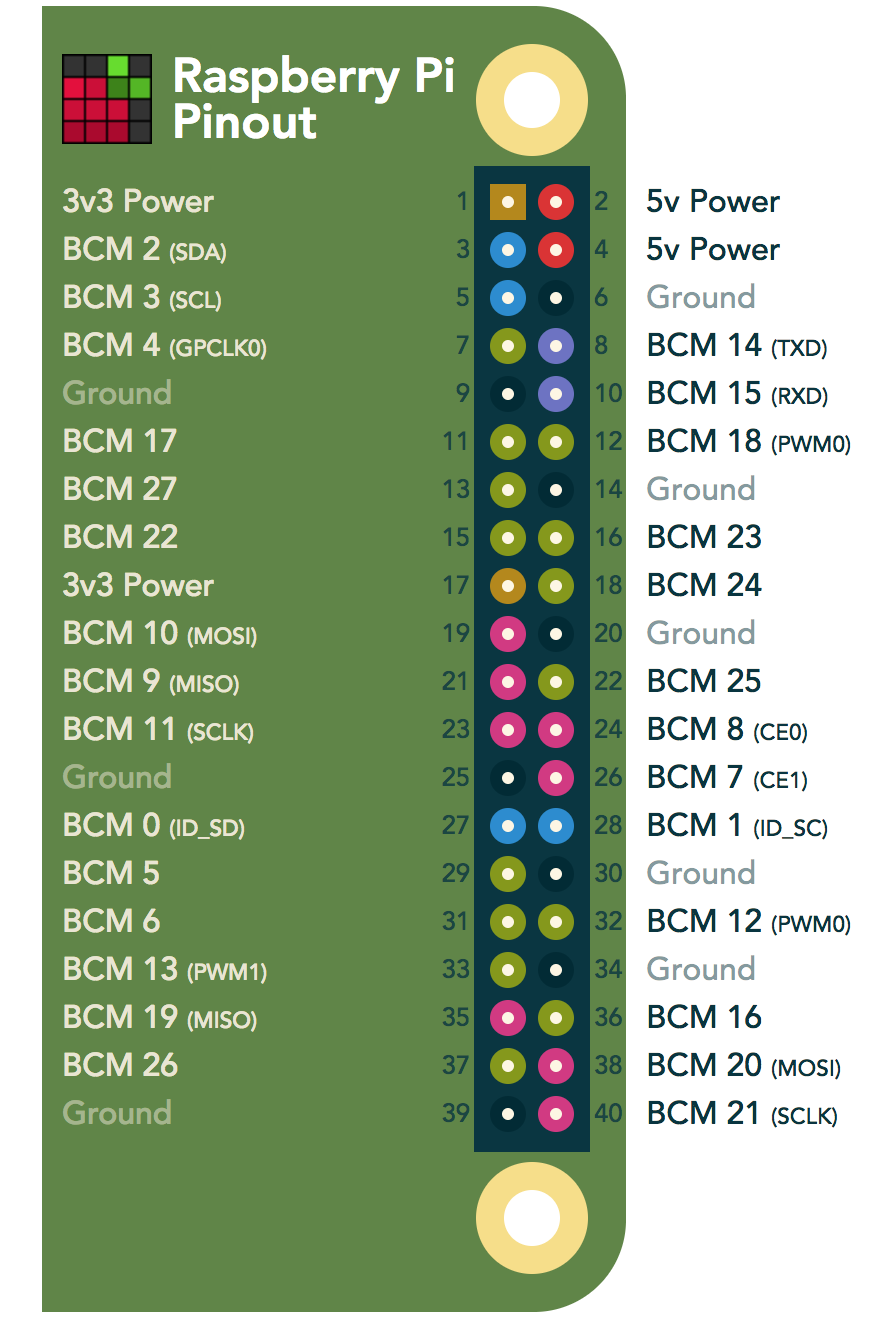 Raspberry Pi
Pinout
3v3 Power 1 2 5v Power
BCM 2 (SDA) 3 4 5v Power
BCM 3 (SCL) 5 6 Ground
BCM 4 (GPCLK0) 7 8 BCM 14 (TXD)
Ground 9 10 BCM 15 (RXD)
BCM 17 11 12 BCM 18 (PWM0)
BCM 27 13 14 Ground
BCM 22 15 16 BCM 23
3v3 Power 17 18 BCM 24
BCM 10 (MOSI) 19 20 Ground
BCM 9 (MISO) 21 22 BCM 25
BCM 11 (SCLK) 23 24 BCM 8 (CE0)
Ground 25 26 BCM 7 (CE1)
BCM 0 (ID_SD) 27 28 BCM 1 (ID_SC)
BCM 5 29 30 Ground
BCM 6 31 32 BCM 12 (PWM0)
BCM 13 (PWM1) 33 34 Ground
BCM 19 (MISO) 35 36 BCM 16
BCM 26 37 38 BCM 20 (MOSI)
Ground 39 40 BCM 21 (SCLK)